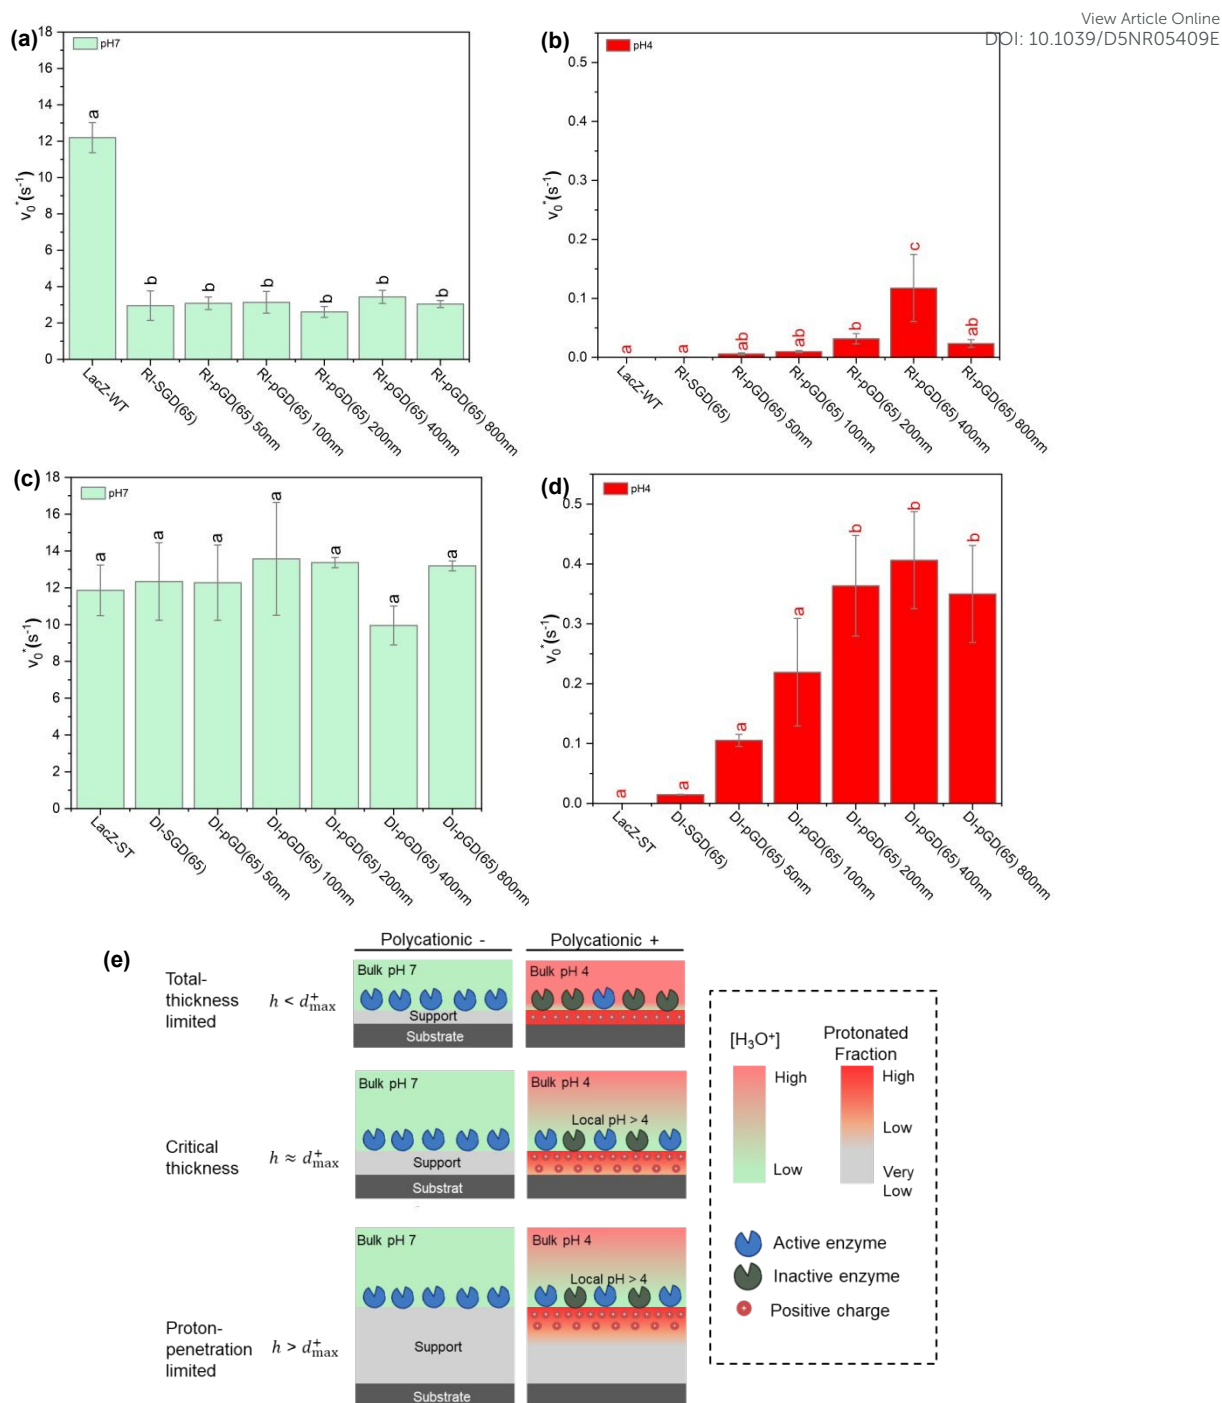 View Article Online
DOI: 10.1039/D5NR05409E
(a)
pH7
18
16
14
12
10
8
6
4
2
0
v0*(s-1)
a
b
b
b
b
b
b
LacZ-WT
RI-SGD(65)
RI-pGD(65) 50nm
RI-pGD(65) 100nm
RI-pGD(65) 200nm
RI-pGD(65) 400nm
RI-pGD(65) 800nm
(b)
pH4
0.5
0.4
0.3
0.2
0.1
0.0
v0*(s-1)
a
a
ab
ab
b
c
ab
LacZ-WT
RI-SGD(65)
RI-pGD(65) 50nm
RI-pGD(65) 100nm
RI-pGD(65) 200nm
RI-pGD(65) 400nm
RI-pGD(65) 800nm
(c)
pH7
18
16
14
12
10
8
6
4
2
0
v0*(s-1)
a
a
a
a
a
a
a
LacZ-ST
DI-SGD(65)
DI-pGD(65) 50nm
DI-pGD(65) 100nm
DI-pGD(65) 200nm
DI-pGD(65) 400nm
DI-pGD(65) 800nm
(d)
pH4
0.5
0.4
0.3
0.2
0.1
0.0
v0*(s-1)
a
a
a
a
b
b
b
LacZ-ST
DI-SGD(65)
DI-pGD(65) 50nm
DI-pGD(65) 100nm
DI-pGD(65) 200nm
DI-pGD(65) 400nm
DI-pGD(65) 800nm
(e)
Polycationic -
Polycationic +
Total-
thickness
limited
h < d+max
Bulk pH 7
Support
Substrate
Bulk pH 4
Critical
thickness
h ≈ d+max
Bulk pH 7
Support
Substrat
Bulk pH 4
Local pH > 4
Proton-
penetration
limited
h > d+max
Bulk pH 7
Support
Substrate
Bulk pH 4
Local pH > 4
[H3O+]
High
Low
Protonated
Fraction
High
Low
Very
Low
Active enzyme
Inactive enzyme
Positive charge